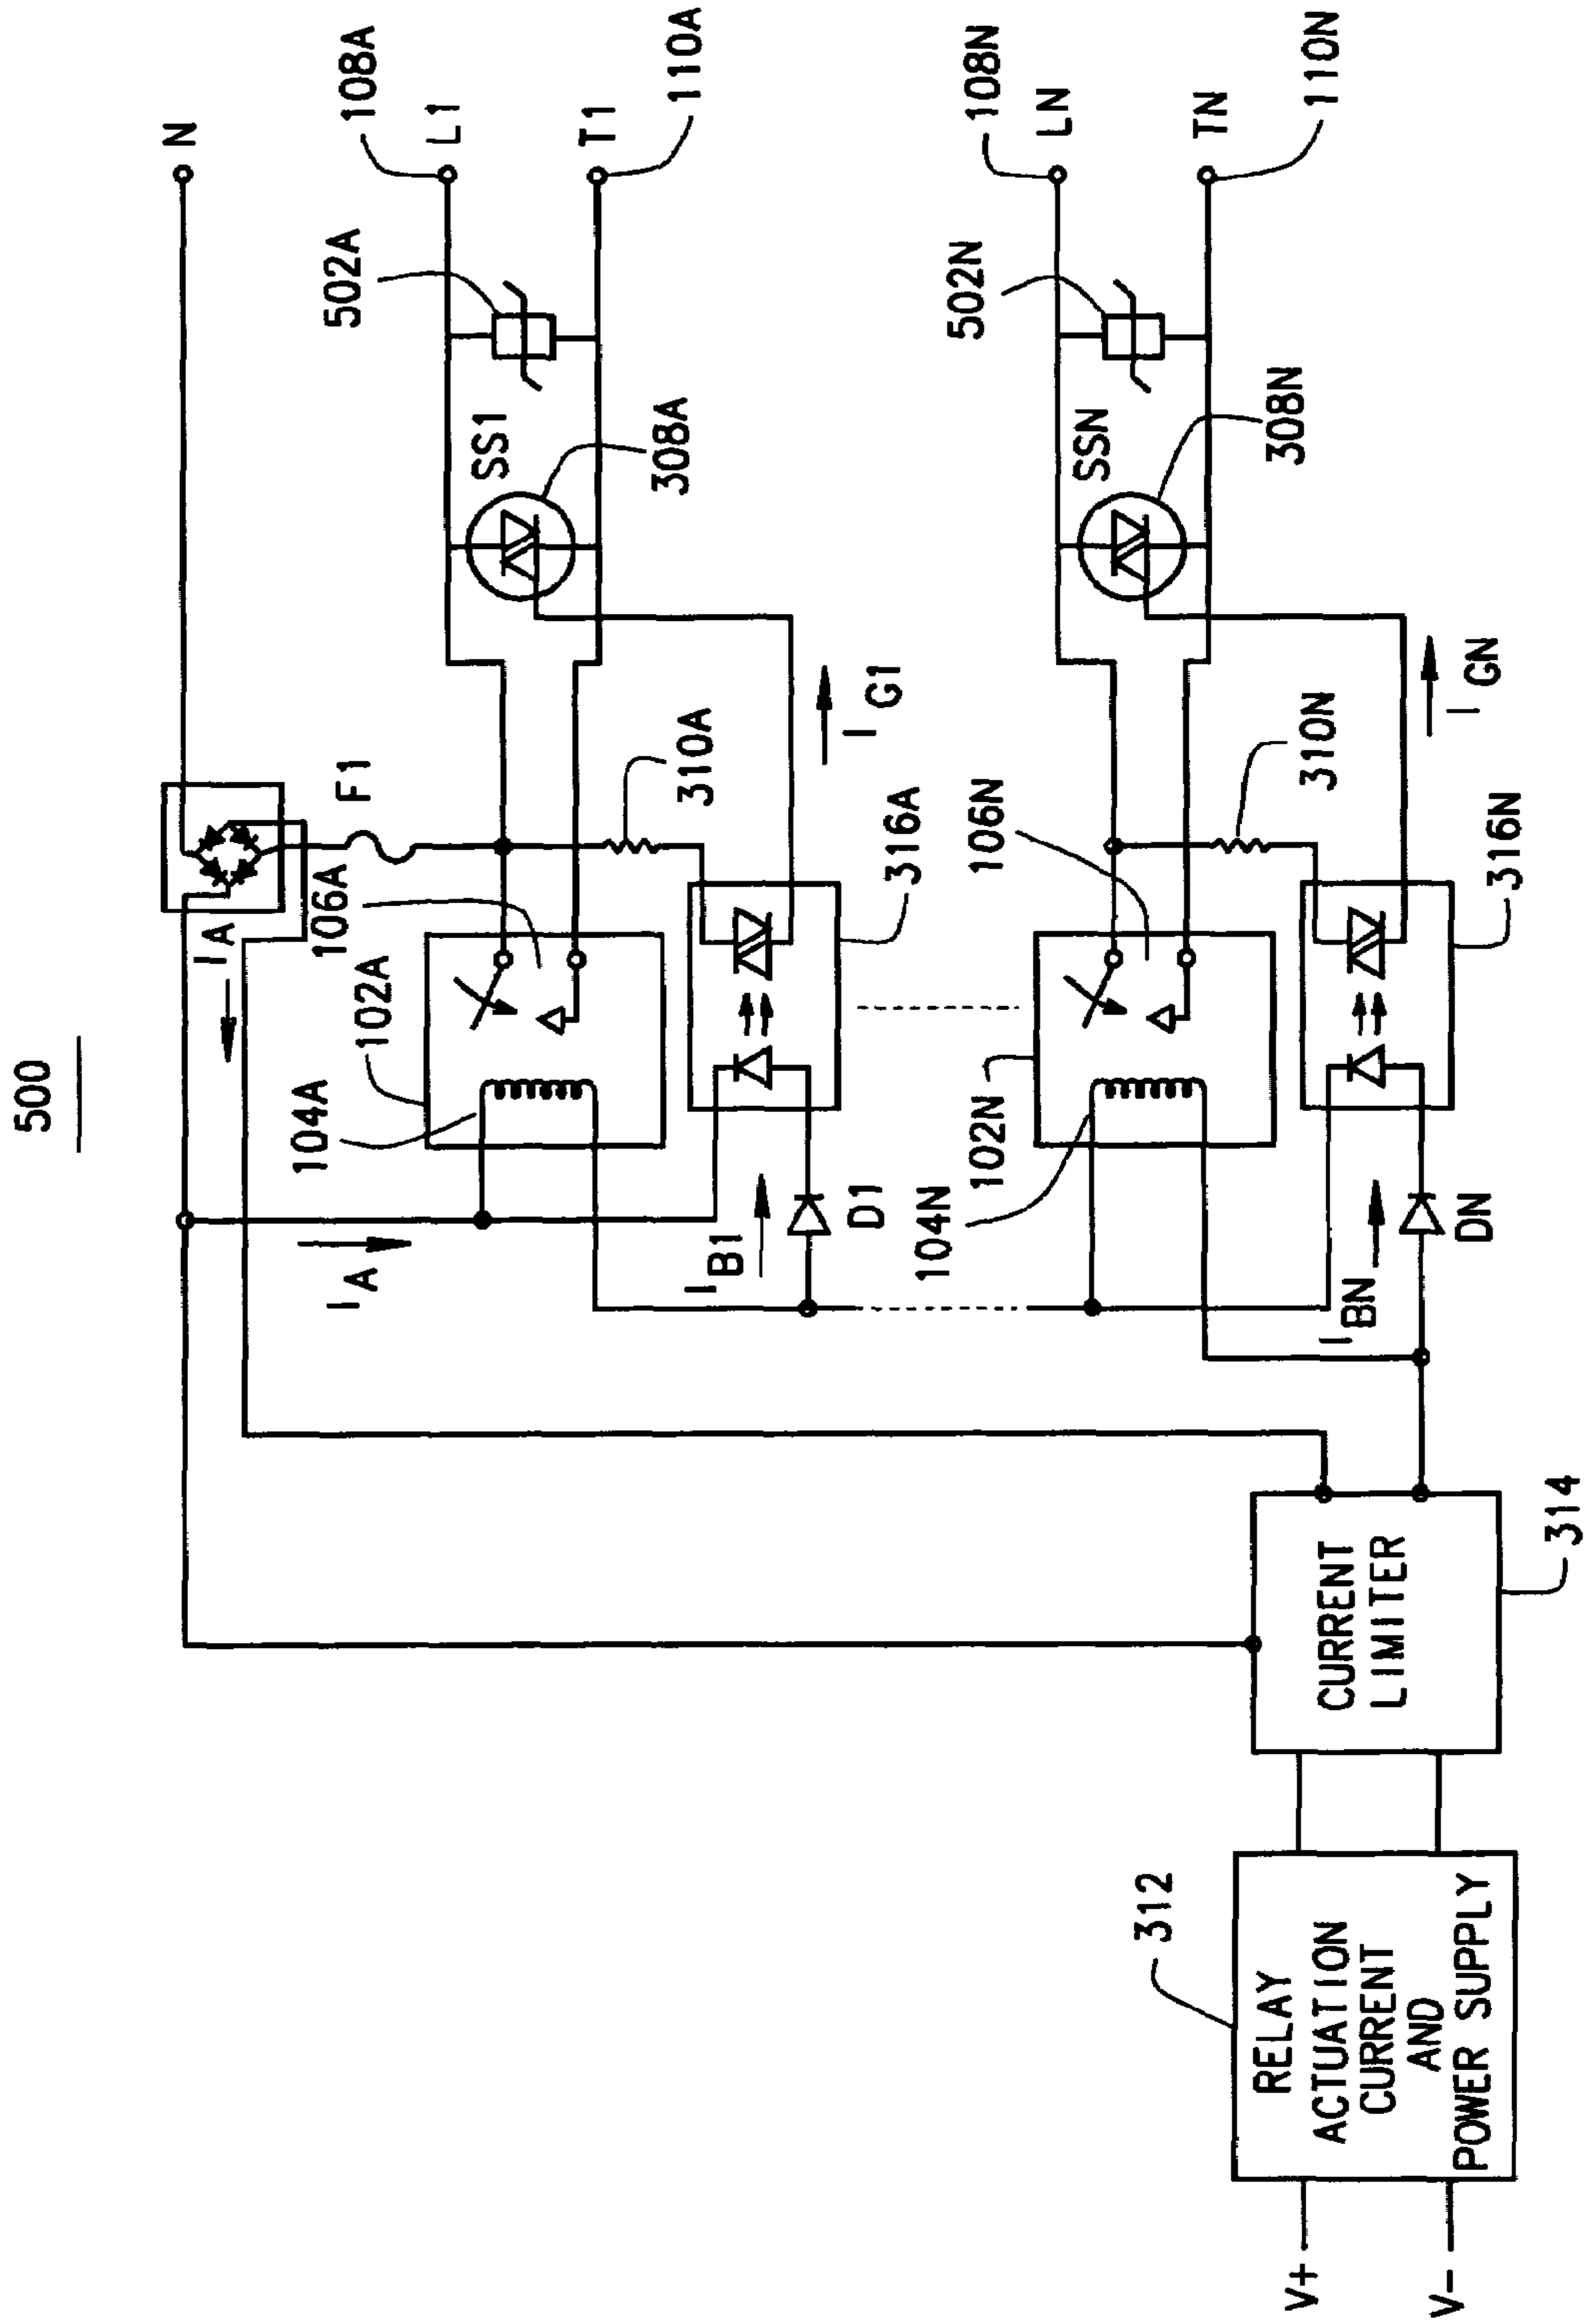 500
N
108A
L1
T1
110A
502A
SS1
308A
F1
310A
I G1
316A
I A
106A
102A
104A
I A
I B1
D1
108N
LN
TN
110N
502N
SSN
308N
310N
I GN
316N
106N
102N
104N
I BN
DN
CURRENT
LIMITER
314
312
RELAY
ACTUATION
CURRENT
AND
POWER SUPPLY
V+
V-